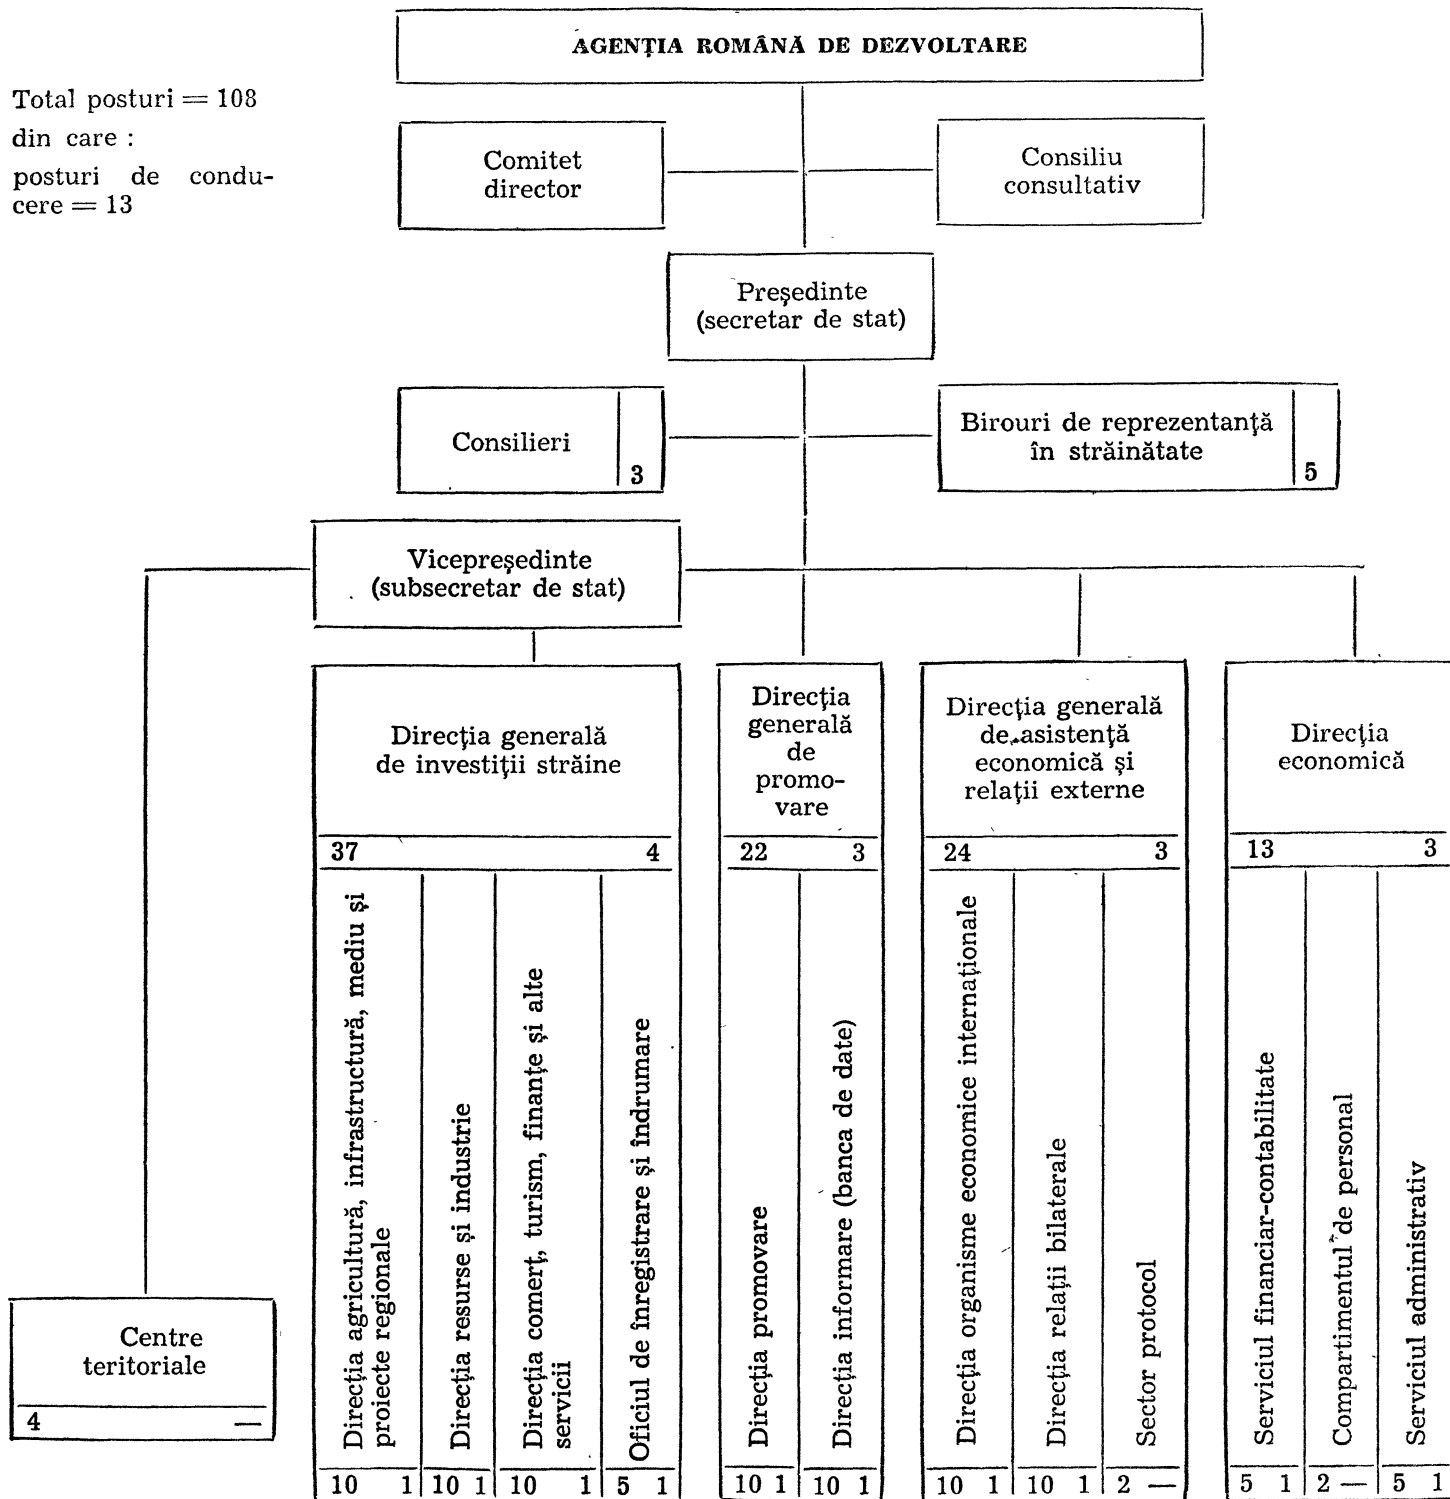 AGENȚIA ROMÂNĂ DE DEZVOLTARE
Total posturi = 108
din care :
posturi de condu-
cere = 13
Comitet
director
Consiliu
consultativ
Președinte
(secretar de stat)
Consilieri
3
Birouri de reprezentanță
în străinătate
5
Vicepreședinte
(subsecretar de stat)
Direcția generală
de investiții străine
37 4
Direcția
generală
de
promo-
vare
22 3
Direcția generală
de asistență
economică și
relații externe
24 3
Direcția
economică
13 3
Centre
teritoriale
4 —
Direcția agricultură, infrastructură, mediu și
proiecte regionale
10 1
Direcția resurse și industrie
10 1
Direcția comerț, turism, finanțe și alte
servicii
10 1
Oficiul de înregistrare și îndrumare
5 1
Direcția promovare
10 1
Direcția informare (banca de date)
10 1
Direcția organisme economice internaționale
10 1
Direcția relații bilaterale
10 1
Sector protocol
2 —
Serviciul financiar-contabilitate
5 1
Compartimentul de personal
2 —
Serviciul administrativ
5 1